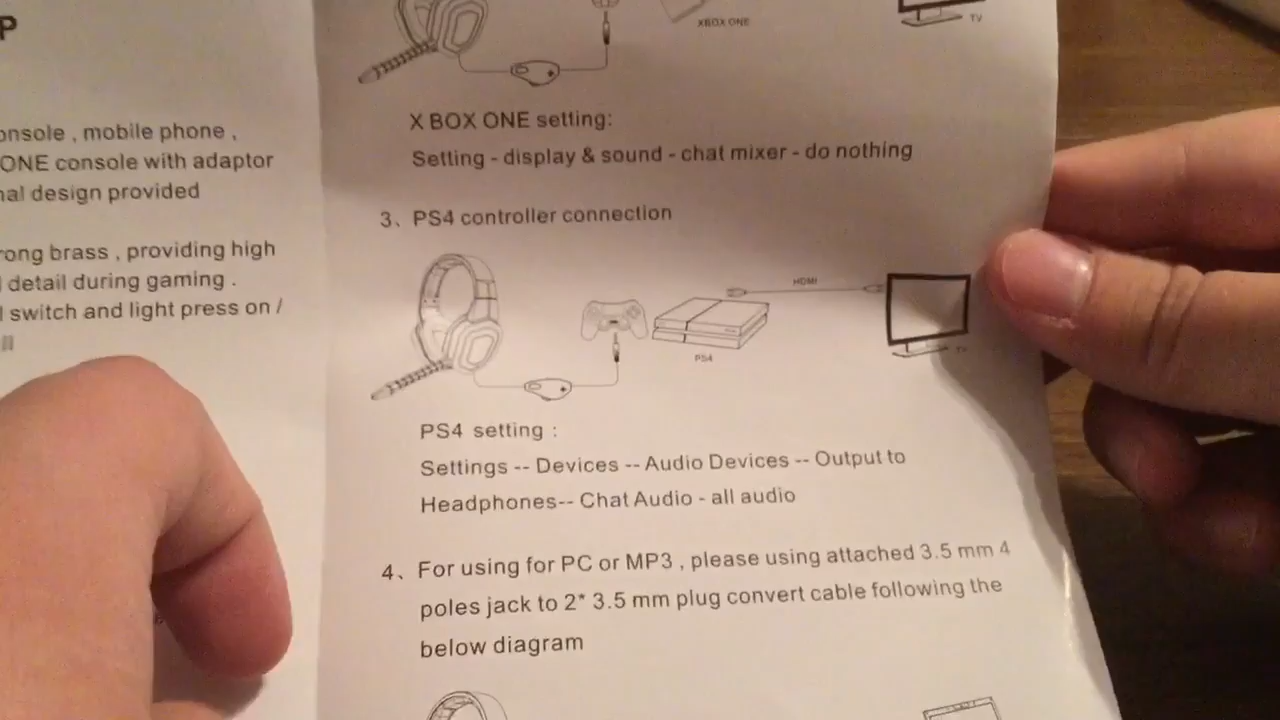 P
onsole , mobile phone ,
ONE console with adaptor
nal design provided
rong brass , providing high
detail during gaming .
switch and light press on /
XBOX ONE
TV
X BOX ONE setting:
Setting - display & sound - chat mixer - do nothing
3、PS4 controller connection
HDMI
PS4
TV
PS4 setting :
Settings -- Devices -- Audio Devices -- Output to
Headphones-- Chat Audio - all audio
4、For using for PC or MP3 , please using attached 3.5 mm 4
poles jack to 2* 3.5 mm plug convert cable following the
below diagram